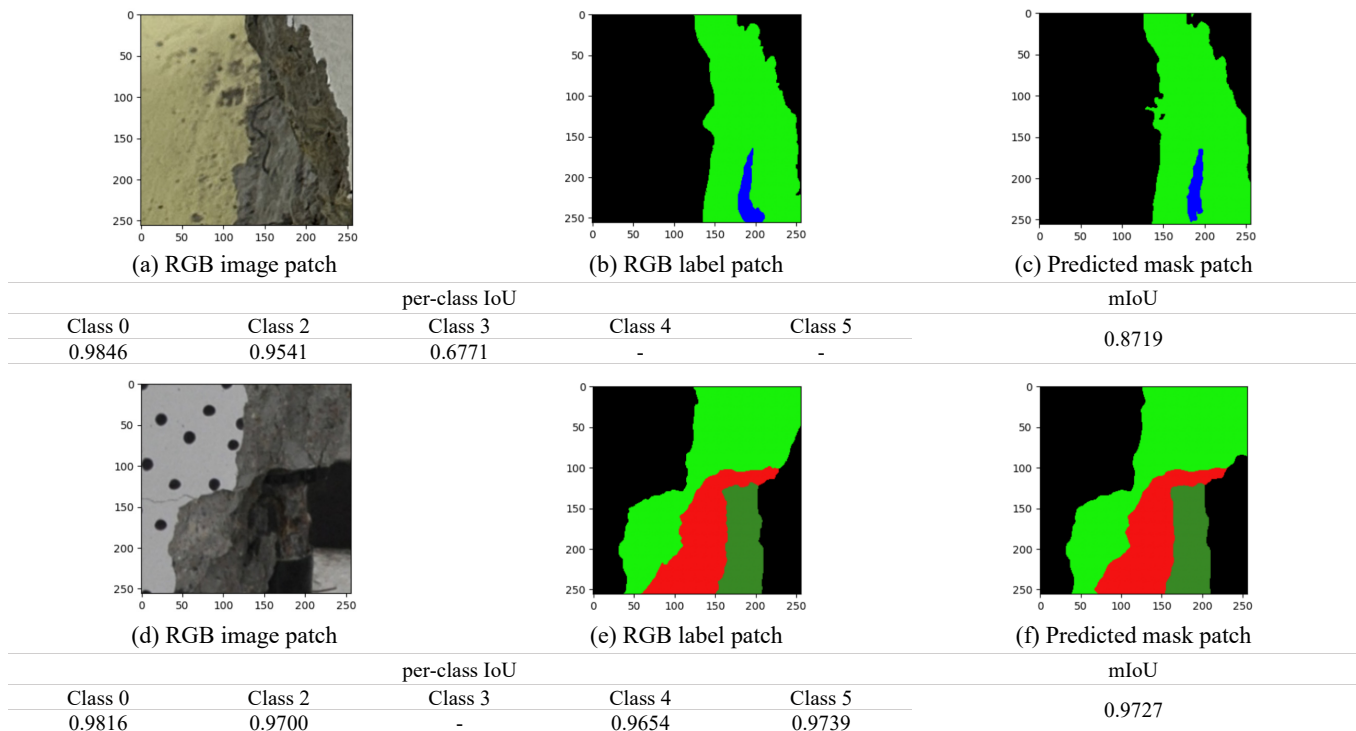 0
50
100
150
200
250
0 50 100 150 200 250
(a) RGB image patch
0
50
100
150
200
250
0 50 100 150 200 250
(b) RGB label patch
0
50
100
150
200
250
0 50 100 150 200 250
(c) Predicted mask patch
per-class IoU mIoU
Class 0 Class 2 Class 3 Class 4 Class 5
0.8719
0.9846 0.9541 0.6771 - -
0
50
100
150
200
250
0 50 100 150 200 250
(d) RGB image patch
0
50
100
150
200
250
0 50 100 150 200 250
(e) RGB label patch
0
50
100
150
200
250
0 50 100 150 200 250
(f) Predicted mask patch
per-class IoU mIoU
Class 0 Class 2 Class 3 Class 4 Class 5
0.9727
0.9816 0.9700 - 0.9654 0.9739